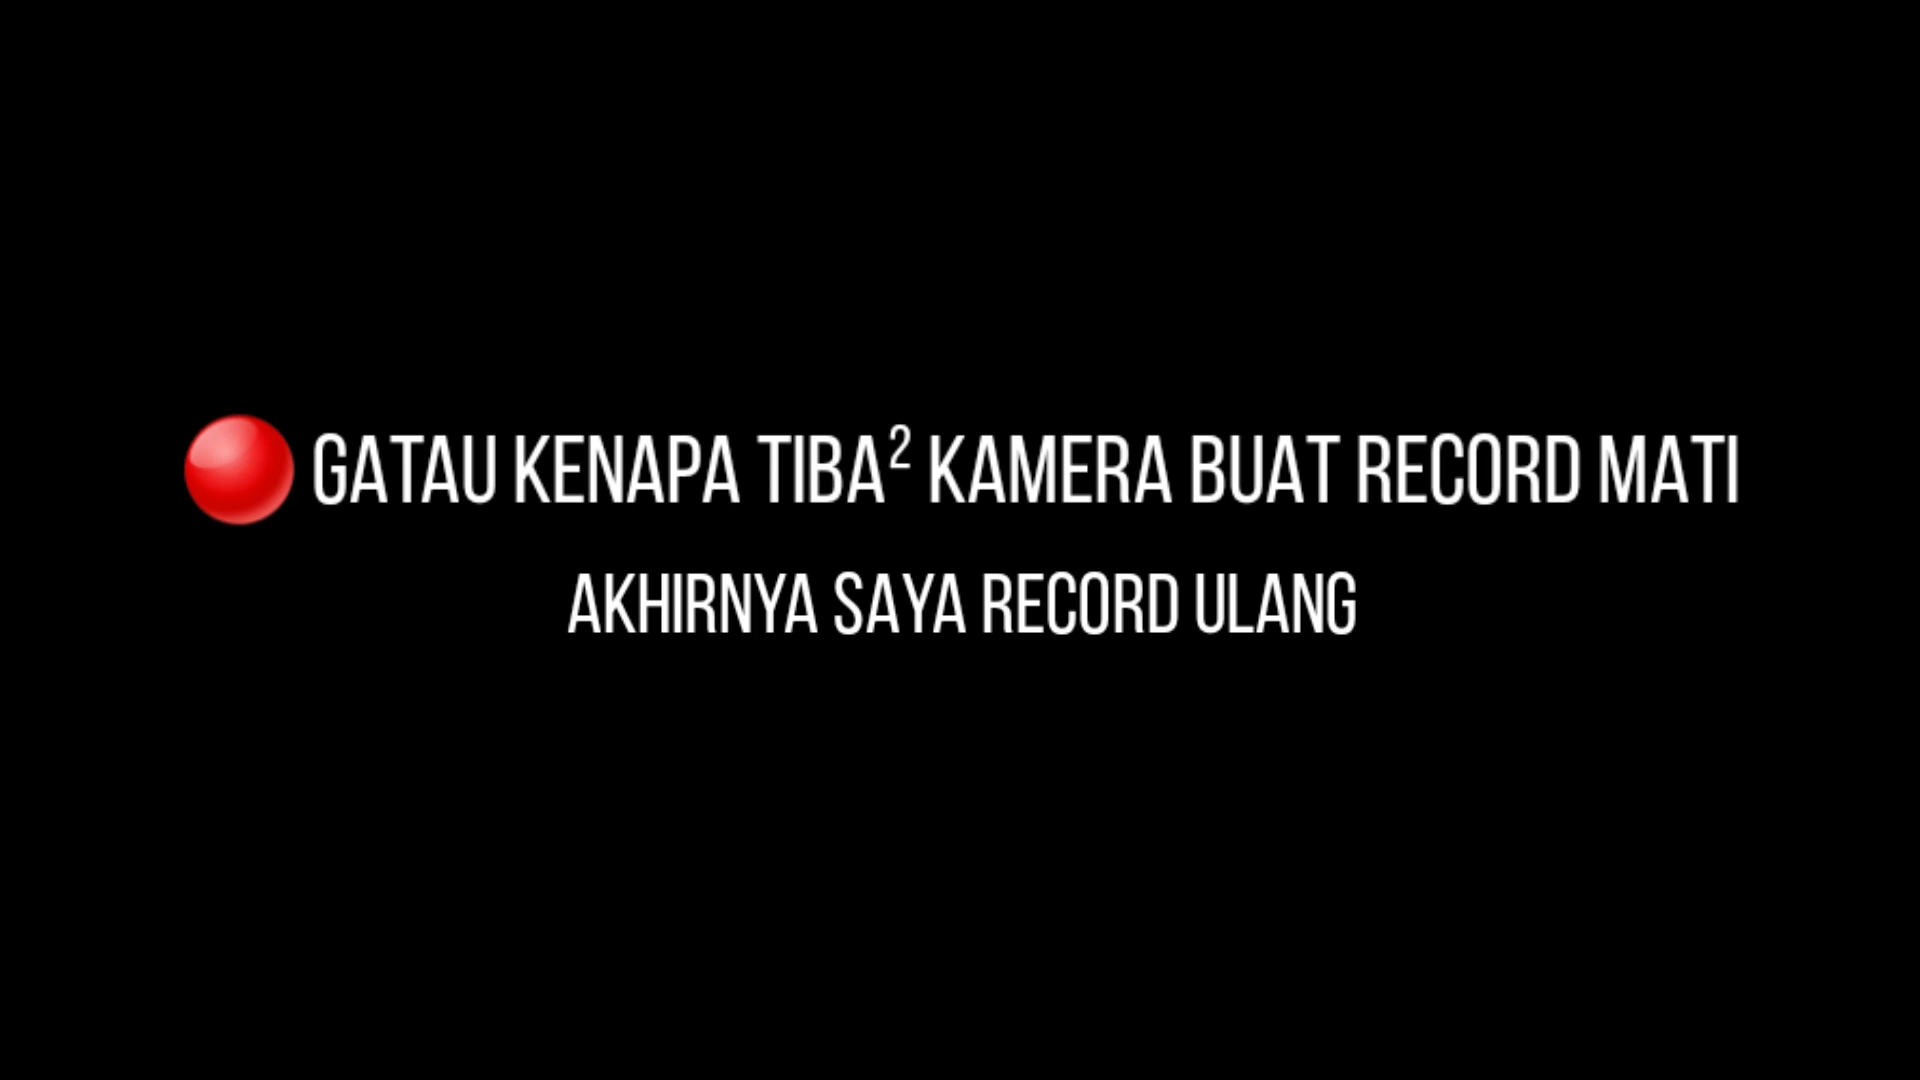 🔴 GATAU KENAPA TIBA² KAMERA BUAT RECORD MATI
AKHIRNYA SAYA RECORD ULANG